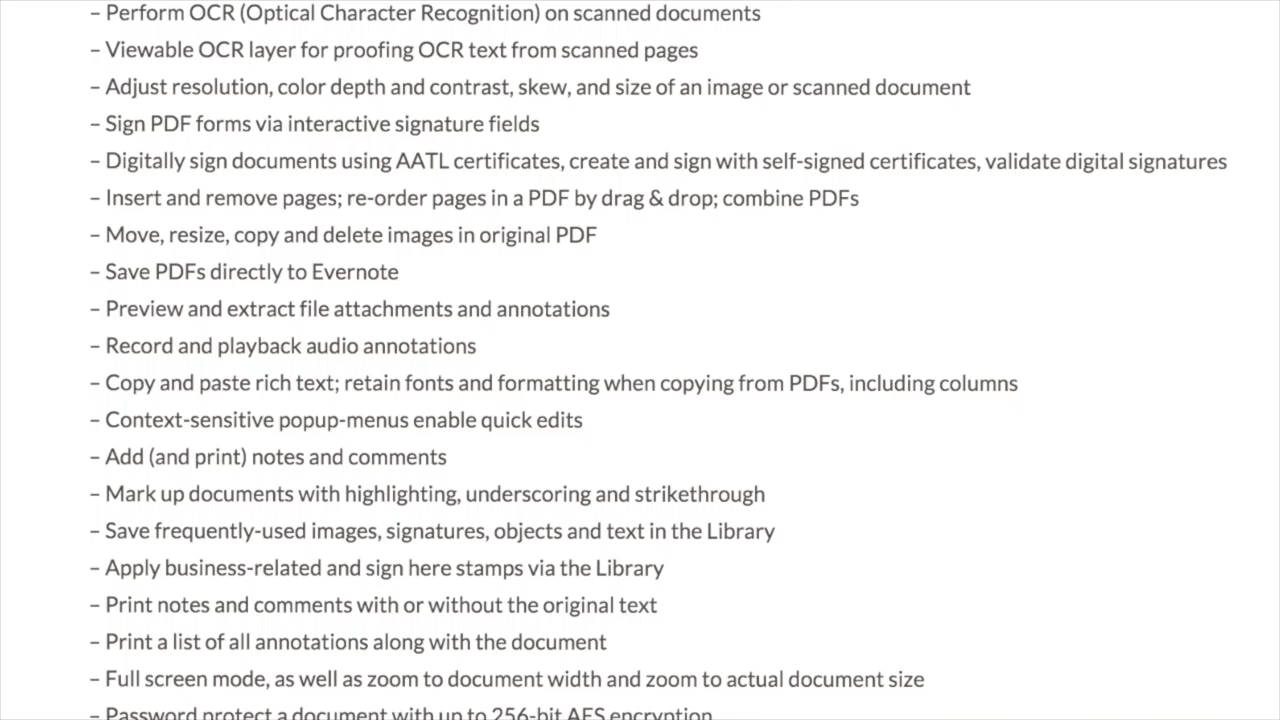 – Perform OCR (Optical Character Recognition) on scanned documents
– Viewable OCR layer for proofing OCR text from scanned pages
– Adjust resolution, color depth and contrast, skew, and size of an image or scanned document
– Sign PDF forms via interactive signature fields
– Digitally sign documents using AATL certificates, create and sign with self-signed certificates, validate digital signatures
– Insert and remove pages; re-order pages in a PDF by drag & drop; combine PDFs
– Move, resize, copy and delete images in original PDF
– Save PDFs directly to Evernote
– Preview and extract file attachments and annotations
– Record and playback audio annotations
– Copy and paste rich text; retain fonts and formatting when copying from PDFs, including columns
– Context-sensitive popup-menus enable quick edits
– Add (and print) notes and comments
– Mark up documents with highlighting, underscoring and strikethrough
– Save frequently-used images, signatures, objects and text in the Library
– Apply business-related and sign here stamps via the Library
– Print notes and comments with or without the original text
– Print a list of all annotations along with the document
– Full screen mode, as well as zoom to document width and zoom to actual document size
– Password protect a document with up to 256-bit AES encryption